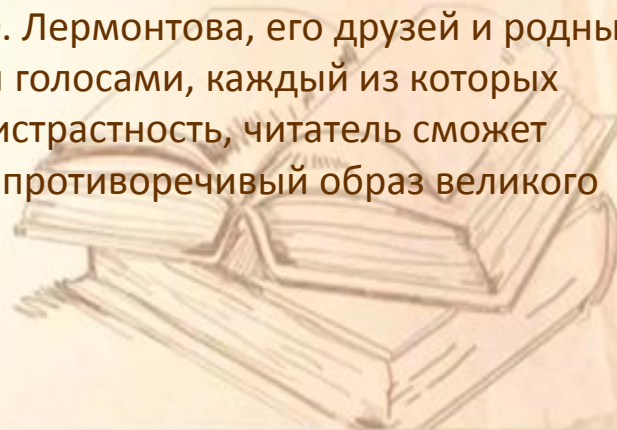 . Лермонтова, его друзей и родны
голосами, каждый из которых
истрастность, читатель сможет
противоречивый образ великого